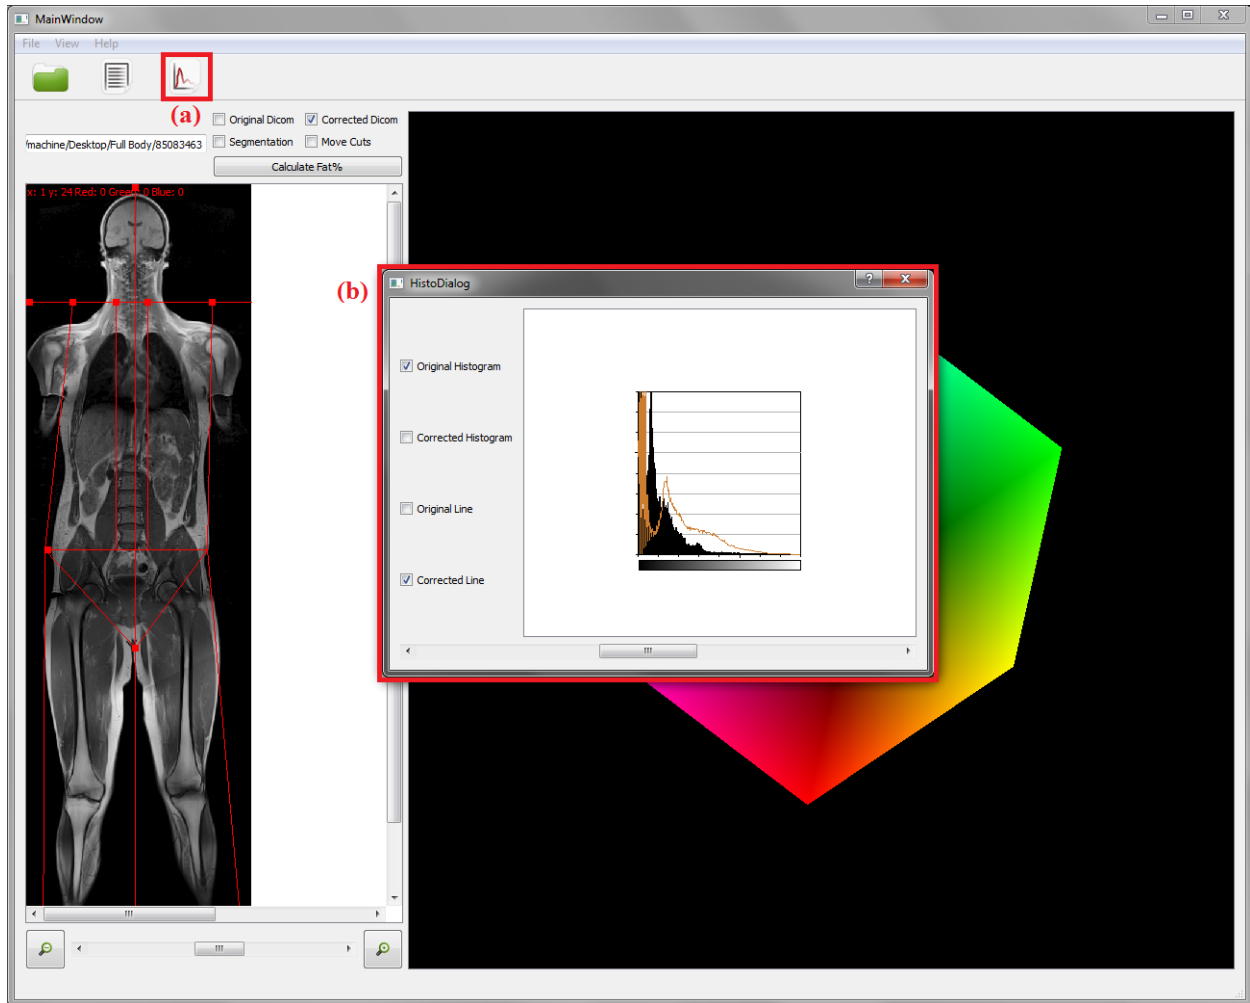 MainWindow
File View Help
(a)
Original Dicom Corrected Dicom
/machine/Desktop/Full Body/85083463 Segmentation Move Cuts
Calculate Fat%
x: 1 y: 24 Red: 0 Green: 0 Blue: 0
(b)
HistoDialog
Original Histogram
Corrected Histogram
Original Line
Corrected Line